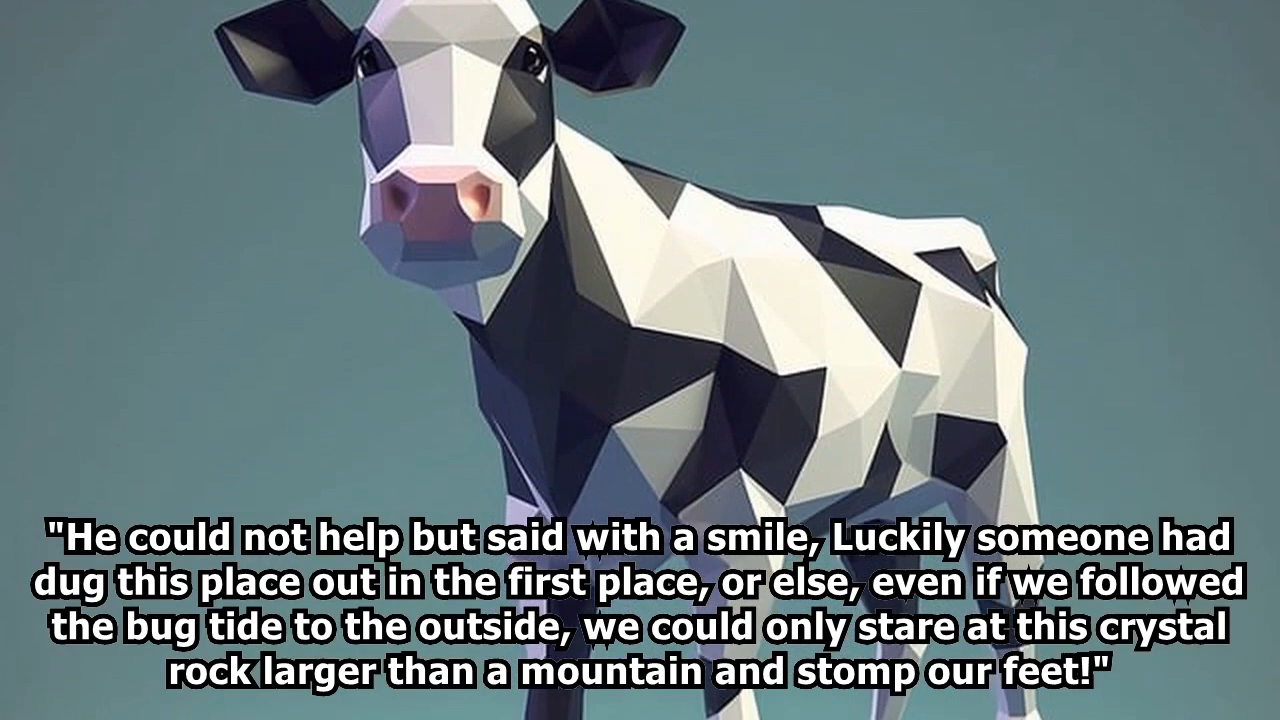 "He could not help but said with a smile, Luckily someone had
dug this place out in the first place, or else, even if we followed
the bug tide to the outside, we could only stare at this crystal
rock larger than a mountain and stomp our feet!"